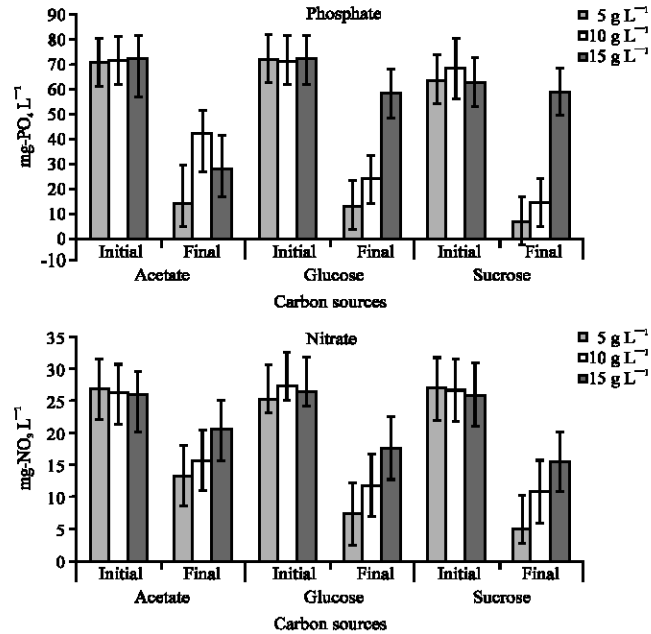 Phosphate
5 g L⁻¹
10 g L⁻¹
15 g L⁻¹
mg-PO₄ L⁻¹
90
80
70
60
50
40
30
20
10
0
-10
Initial Final Initial Final Initial Final
Acetate Glucose Sucrose
Carbon sources
Nitrate
5 g L⁻¹
10 g L⁻¹
15 g L⁻¹
mg-NO₃ L⁻¹
35
30
25
20
15
10
5
0
Initial Final Initial Final Initial Final
Acetate Glucose Sucrose
Carbon sources